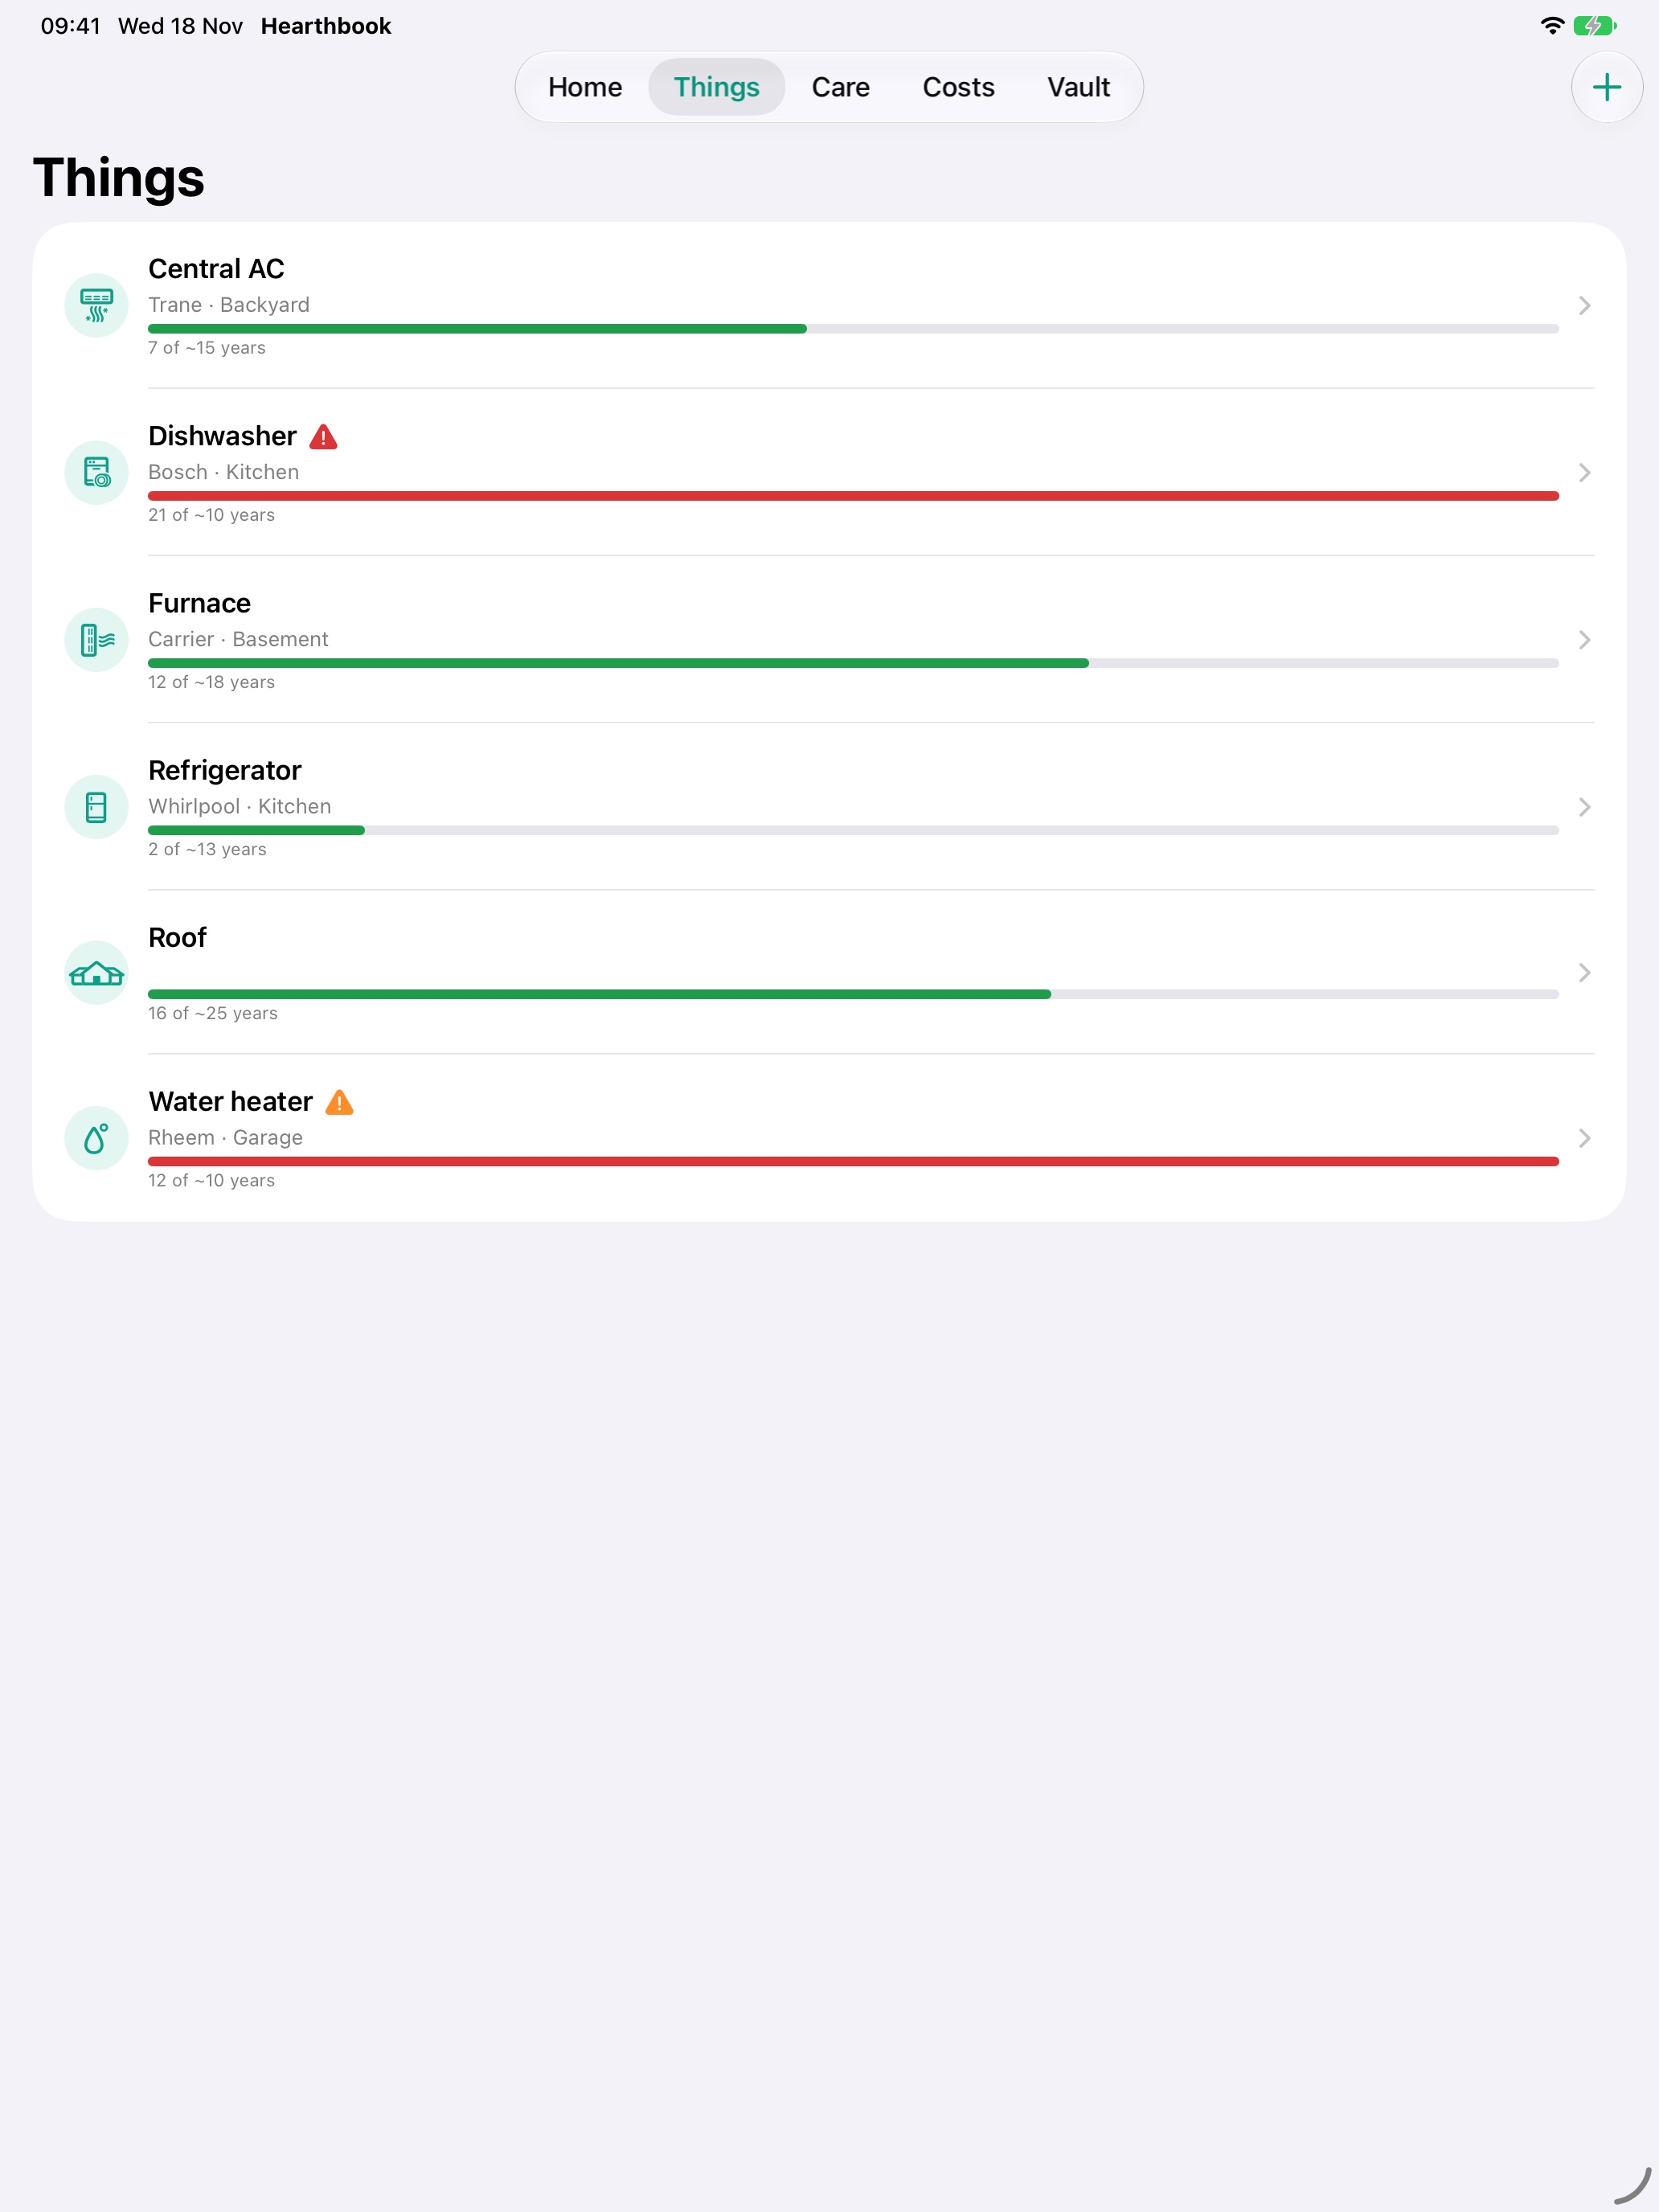 09:41 Wed 18 Nov Hearthbook
Home Things Care Costs Vault
Things
Central AC
Trane · Backyard
7 of ~15 years
Dishwasher
Bosch · Kitchen
21 of ~10 years
Furnace
Carrier · Basement
12 of ~18 years
Refrigerator
Whirlpool · Kitchen
2 of ~13 years
Roof
16 of ~25 years
Water heater
Rheem · Garage
12 of ~10 years